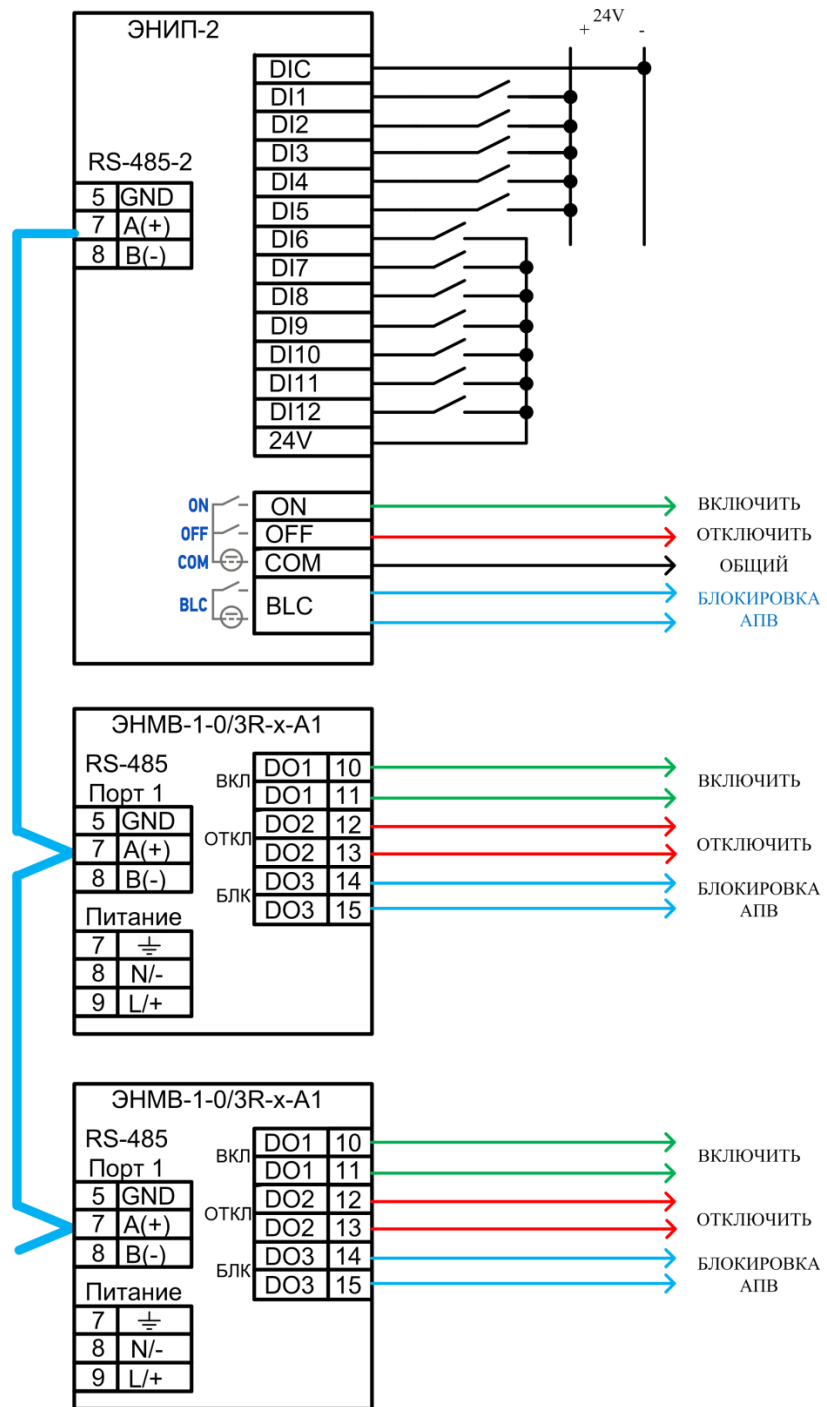 ЭНИП-2
24V
+ -
DIC
DI1
DI2
DI3
DI4
DI5
DI6
DI7
DI8
DI9
DI10
DI11
DI12
24V
RS-485-2
5 GND
7 A(+)
8 B(-)
ON ON ВКЛЮЧИТЬ
OFF OFF ОТКЛЮЧИТЬ
COM COM ОБЩИЙ
BLC BLC БЛОКИРОВКА
АПВ
ЭНМВ-1-0/3R-x-A1
RS-485
Порт 1
5 GND
7 A(+)
8 B(-)
Питание
7
8 N/-
9 L/+
ВКЛ
DO1 10
DO1 11
ВКЛЮЧИТЬ
ОТКЛ
DO2 12
DO2 13
ОТКЛЮЧИТЬ
БЛК
DO3 14
DO3 15
БЛОКИРОВКА
АПВ
ЭНМВ-1-0/3R-x-A1
RS-485
Порт 1
5 GND
7 A(+)
8 B(-)
Питание
7
8 N/-
9 L/+
ВКЛ
DO1 10
DO1 11
ВКЛЮЧИТЬ
ОТКЛ
DO2 12
DO2 13
ОТКЛЮЧИТЬ
БЛК
DO3 14
DO3 15
БЛОКИРОВКА
АПВ